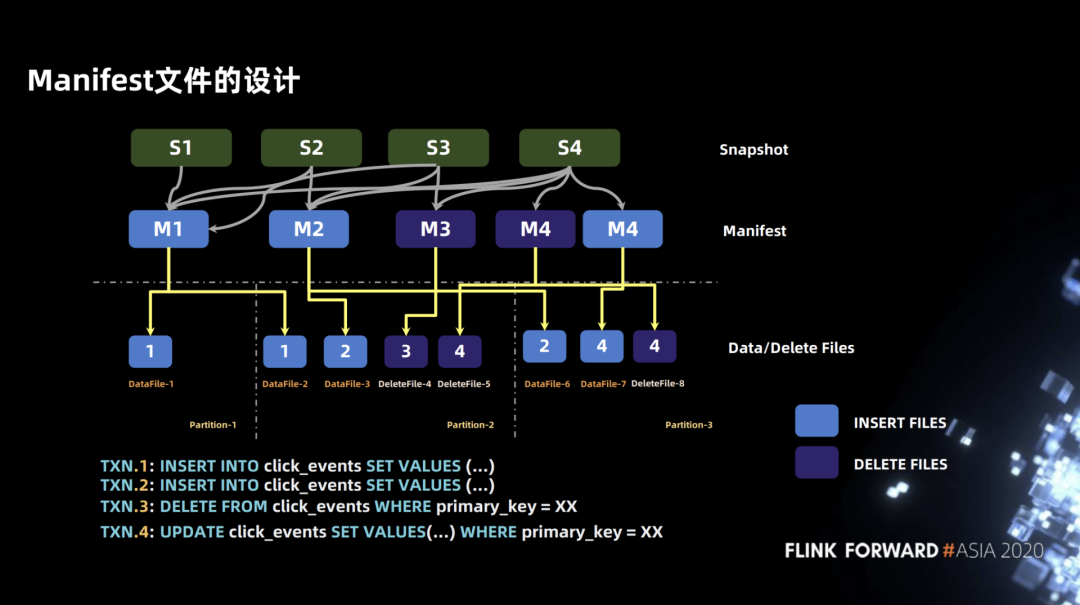 Manifest文件的设计
S1 S2 S3 S4 Snapshot
M1 M2 M3 M4 M4 Manifest
1 1 2 3 4 2 4 4 Data/Delete Files
DataFile-1 DataFile-2 DataFile-3 DeleteFile-4 DeleteFile-5 DataFile-6 DataFile-7 DeleteFile-8
Partition-1 Partition-2 Partition-3
INSERT FILES
DELETE FILES
TXN.1: INSERT INTO click_events SET VALUES (...)
TXN.2: INSERT INTO click_events SET VALUES (...)
TXN.3: DELETE FROM click_events WHERE primary_key = XX
TXN.4: UPDATE click_events SET VALUES(...) WHERE primary_key = XX
FLINK FORWARD #ASIA 2020